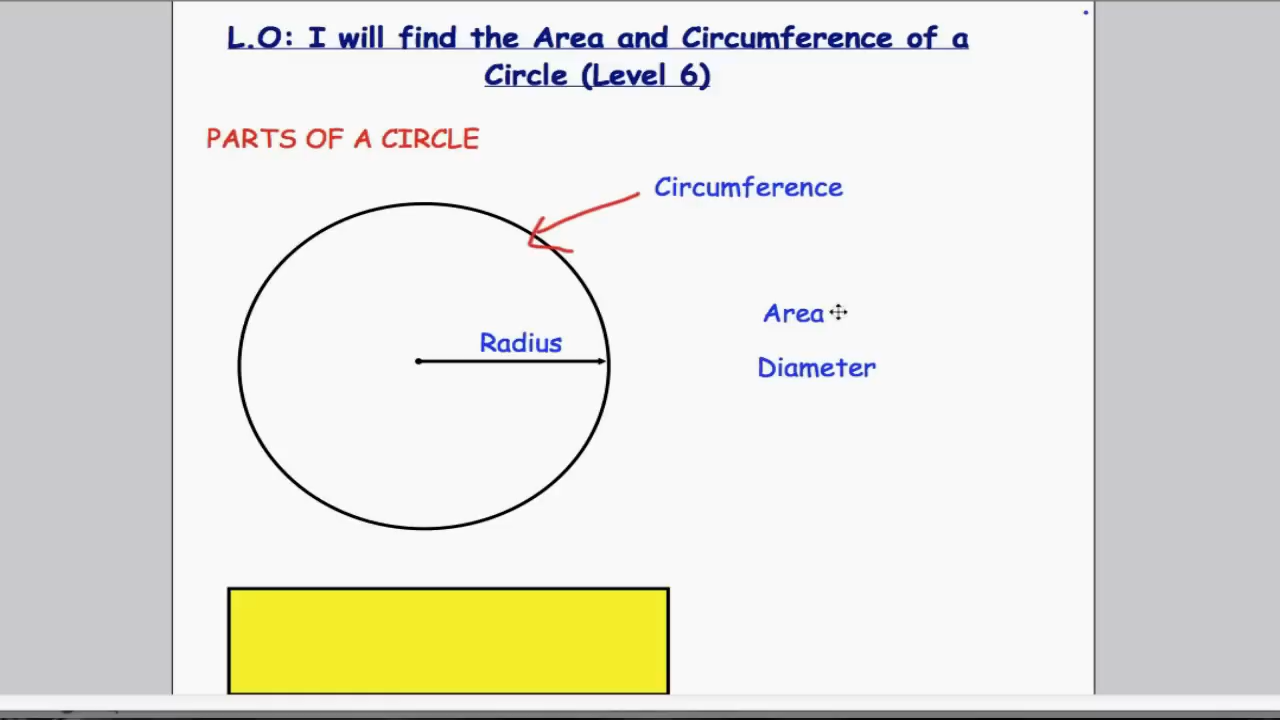 L.O: I will find the Area and Circumference of a
Circle (Level 6)
PARTS OF A CIRCLE
Circumference
Area
Radius
Diameter